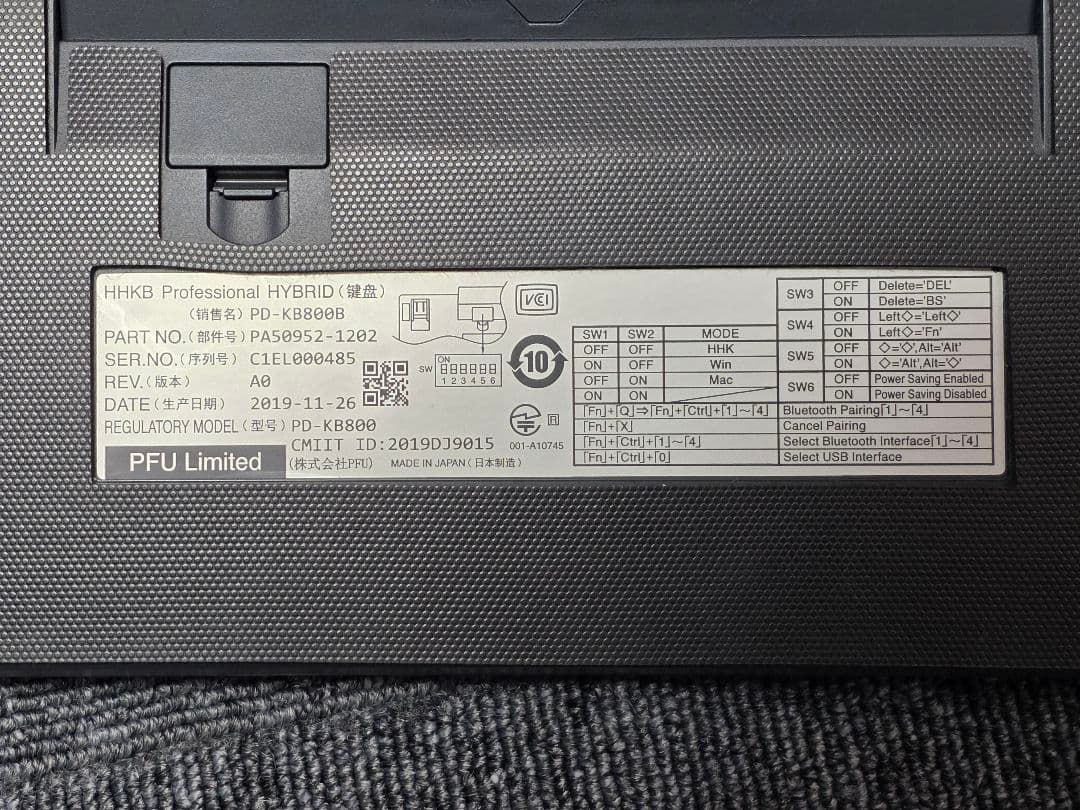 HHKB Professional HYBRID(键盘)
(销售名) PD-KB800B
PART NO.(部件号) PA50952-1202
SER.NO.(序列号) C1EL000485
REV.(版本) A0
DATE(生产日期) 2019-11-26
REGULATORY MODEL(型号) PD-KB800
CMIIT ID:2019DJ9015
PFU Limited (株式会社PFU) MADE IN JAPAN(日本制造)
SW ON
1 2 3 4 5 6
VCI
10
R
001-A10745
SW1 SW2 MODE
OFF OFF HHK
ON OFF Win
OFF ON Mac
ON ON
SW3 OFF Delete='DEL'
ON Delete='BS'
SW4 OFF Left◇='Left◇'
ON Left◇='Fn'
SW5 OFF ◇='◇',Alt='Alt'
ON ◇='Alt',Alt='◇'
SW6 OFF Power Saving Enabled
ON Power Saving Disabled
「Fn」+「Q」⇒「Fn」+「Ctrl」+「1」~「4」 Bluetooth Pairing「1」~「4」
「Fn」+「X」 Cancel Pairing
「Fn」+「Ctrl」+「1」~「4」 Select Bluetooth Interface「1」~「4」
「Fn」+「Ctrl」+「0」 Select USB Interface